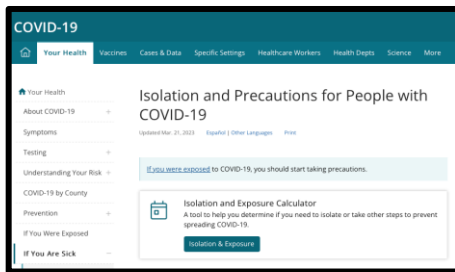 COVID-19
Your Health
Vaccines
Cases & Data
Specific Settings
Healthcare Workers
Health Depts
Science
More
Your Health
About COVID-19 +
Symptoms
Testing +
Understanding Your Risk +
COVID-19 by County
Prevention +
If You Were Exposed
If You Are Sick −
Isolation and Precautions for People with
COVID-19
Updated Mar. 21, 2023 Español | Other Languages Print
If you were exposed to COVID-19, you should start taking precautions.
Isolation and Exposure Calculator
A tool to help you determine if you need to isolate or take other steps to prevent
spreading COVID-19.
Isolation & Exposure